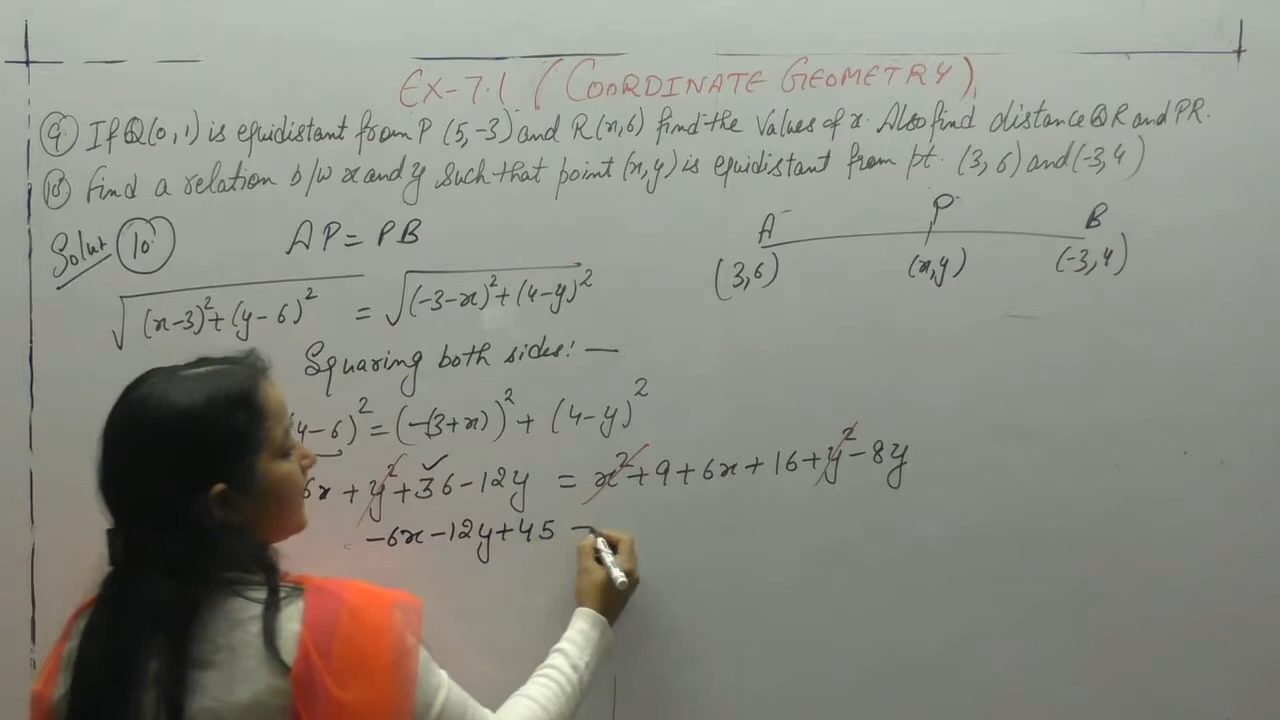 EX-7.1 (COORDINATE GEOMETRY)
9 If Q(0,1) is equidistant from P (5,-3) and R(x,6) find the values of x. Also find distance QR and PR.
10 Find a relation b/w x and y such that point (x,y) is equidistant from pt. (3,6) and (-3,4)
Solut 10. AP = PB
A P B
(3,6) (x,y) (-3,4)
√(x-3)²+(y-6)² = √(-3-x)²+(4-y)²
Squaring both sides:—
y-6)² = (-(3+x))² + (4-y)²
6x + y² + 36 - 12y = x² + 9 + 6x + 16 + y² - 8y
-6x - 12y + 45